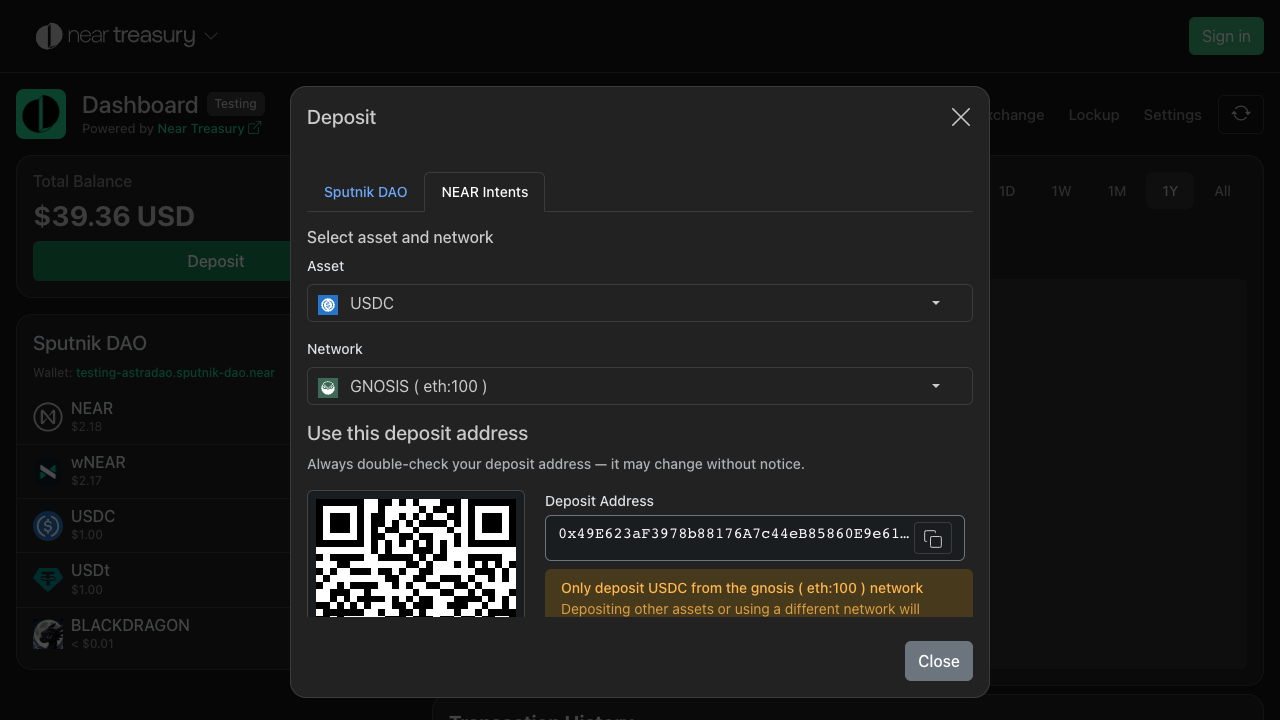 near treasury
Sign in
Dashboard
Testing
Powered by Near Treasury
xchange
Lockup
Settings
Total Balance
$39.36 USD
Deposit
1D
1W
1M
1Y
All
Sputnik DAO
Wallet: testing-astradao.sputnik-dao.near
NEAR
$2.18
wNEAR
$2.17
USDC
$1.00
USDt
$1.00
BLACKDRAGON
< $0.01
Deposit
Sputnik DAO
NEAR Intents
Select asset and network
Asset
USDC
Network
GNOSIS ( eth:100 )
Use this deposit address
Always double-check your deposit address — it may change without notice.
Deposit Address
0x49E623aF3978b88176A7c44eB85860E9e61…
Only deposit USDC from the gnosis ( eth:100 ) network
Depositing other assets or using a different network will
Close
Transaction History